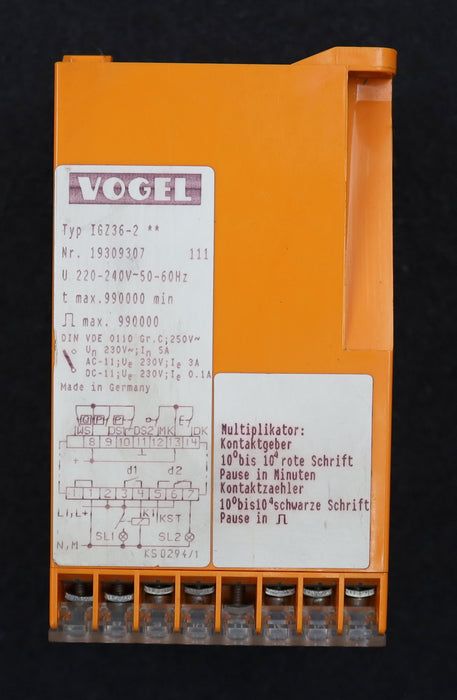 VOGEL
Typ IGZ36-2 **
Nr. 19309307 111
U 220-240V~50-60Hz
t max.990000 min
max. 990000
DIN VDE 0110 Gr.C;250V~
Un 230V~;In 5A
AC-11;Ue 230V;Ie 3A
DC-11;Ue 230V;Ie 0.1A
Made in Germany
WS DS1 DS2 MK DK
8 9 10 11 12 13 14
+
d1 d2
1 1 2 3 4 5 6 7
L1,L+ K1 KST
SL1 SL2
N,M
KS0294/1
Multiplikator:
Kontaktgeber
10⁰bis 10⁴ rote Schrift
Pause in Minuten
Kontaktzaehler
10⁰bis10⁴schwarze Schrift
Pause in